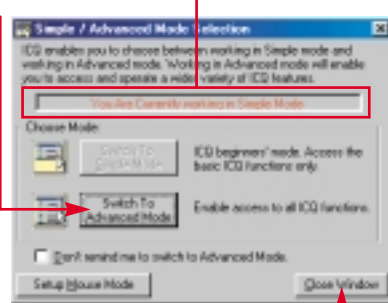 Simple / Advanced Mode Selection
ICQ enables you to choose between working in Simple mode and
working in Advanced mode. Working in Advanced mode will enable
you to access and operate a wider variety of ICQ features.
You Are Currently working in Simple Mode
Choose Mode:
Switch To
Simple Mode
ICQ beginners' mode. Access the
basic ICQ functions only.
Switch To
Advanced Mode
Enable access to all ICQ functions.
Don't remind me to switch to Advanced Mode.
Setup Mouse Mode
Close Window